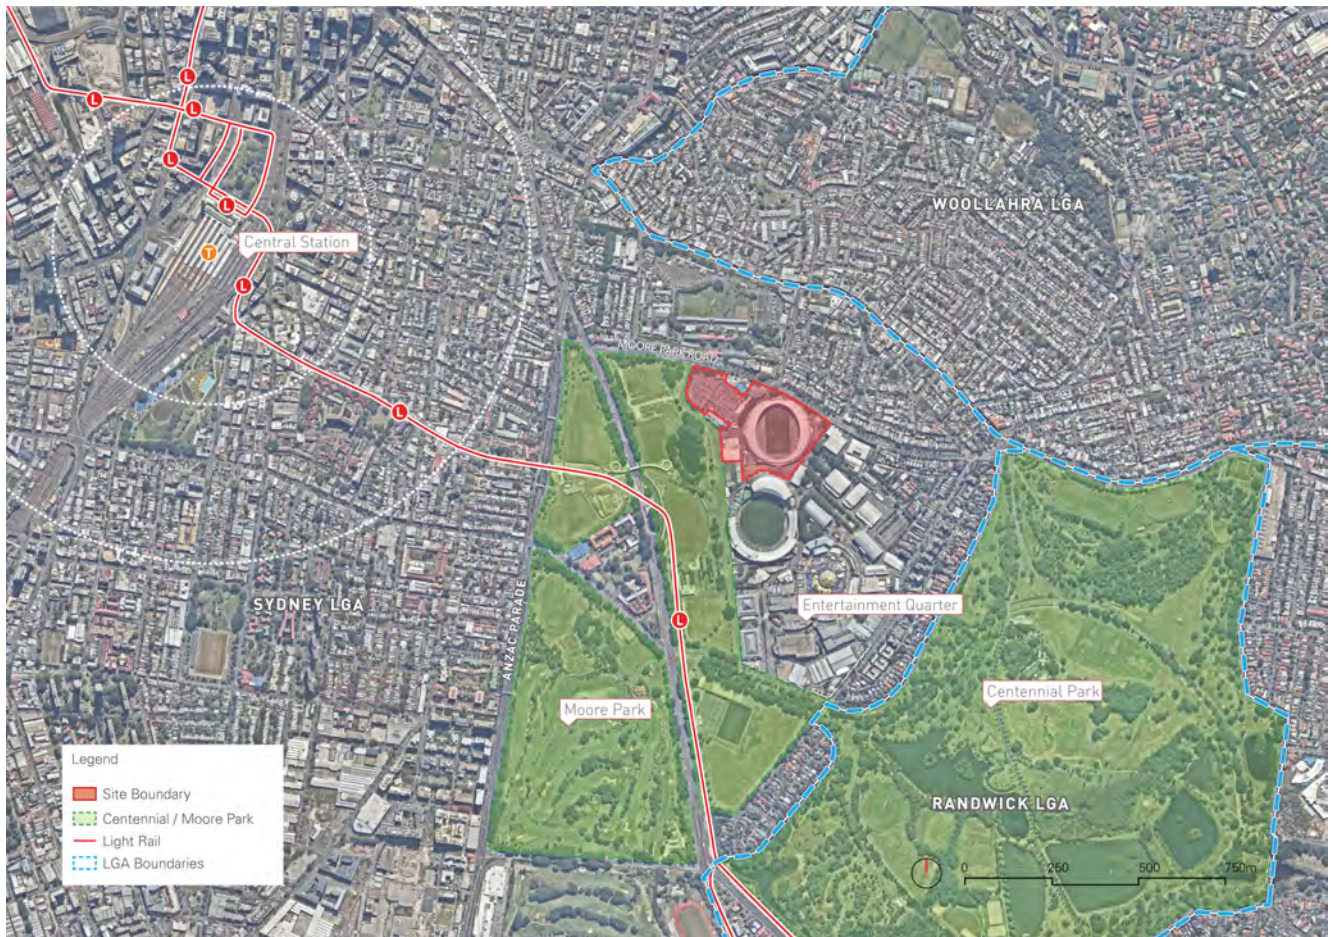 L
L
L
L
L
T
Central Station
L
L
WOOLLAHRA LGA
MOORE PARK ROAD
SYDNEY LGA
ANZAC PARADE
Entertainment Quarter
L
Moore Park
Centennial Park
RANDWICK LGA
Legend
Site Boundary
Centennial / Moore Park
Light Rail
LGA Boundaries
0 250 500 750m